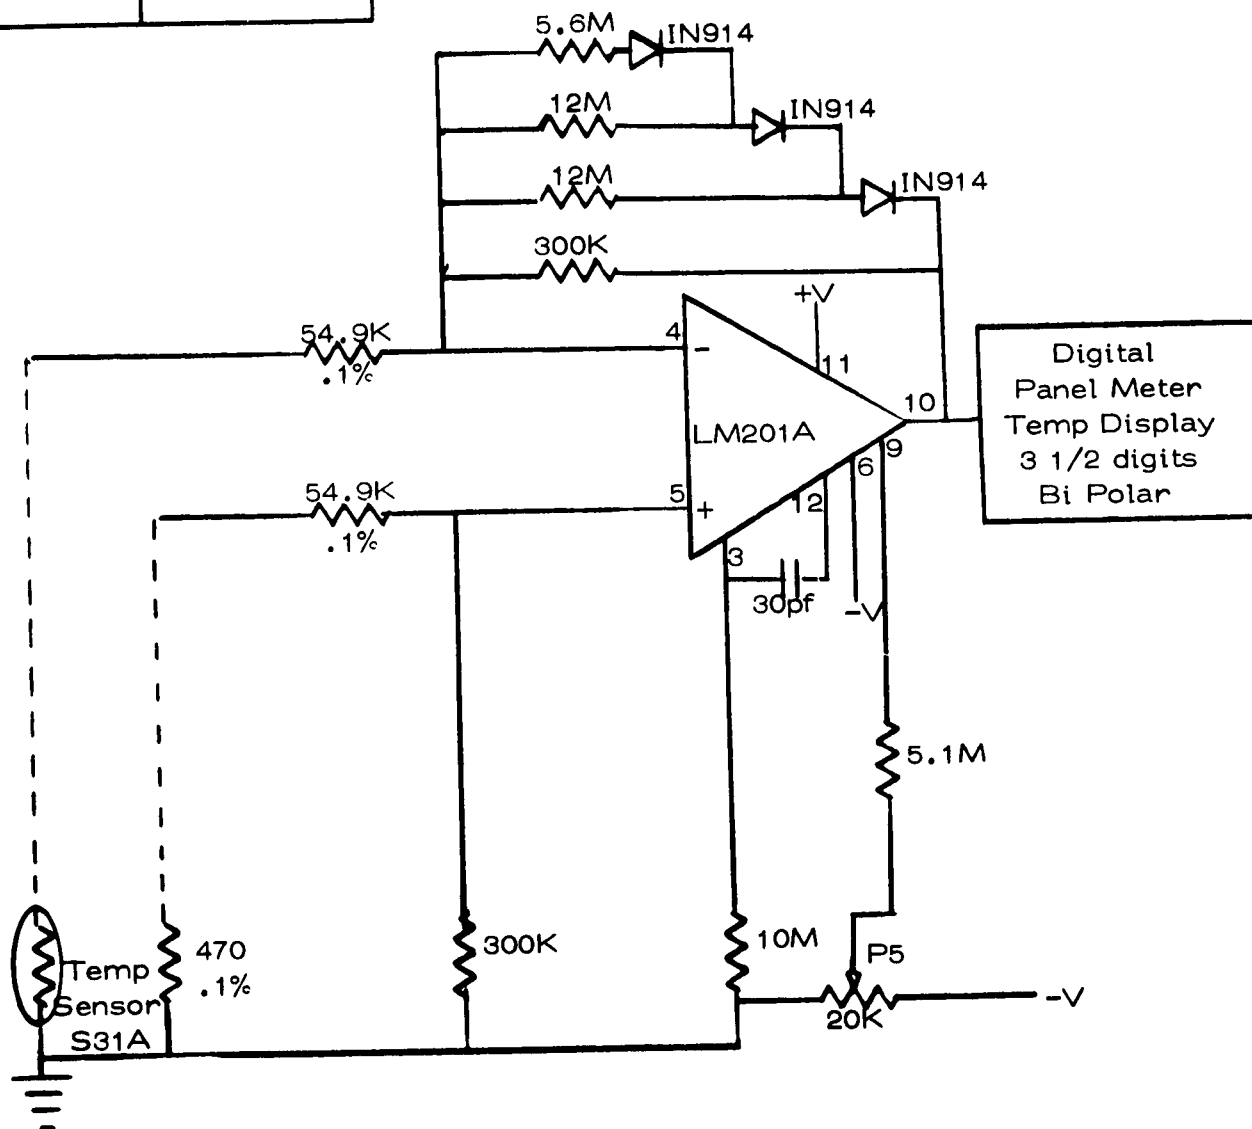 5.6M
IN914
12M
IN914
12M
IN914
300K
+V
54.9K
.1%
4
-
11
10
LM201A
9
6
12
5
+
3
54.9K
.1%
30pf
-V
Digital
Panel Meter
Temp Display
3 1/2 digits
Bi Polar
5.1M
Temp
Sensor
S31A
470
.1%
300K
10M
P5
20K
-V